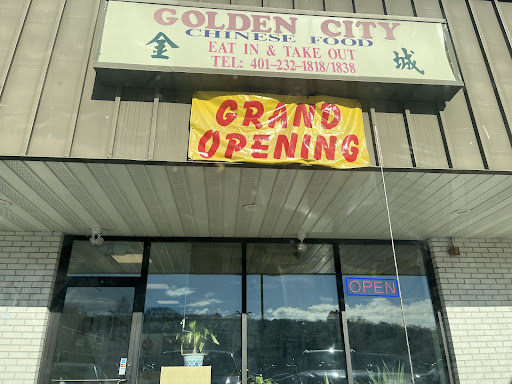 GOLDEN CITY
CHINESE FOOD
金 城
EAT IN & TAKE OUT
TEL: 401-232-1818/1838
GRAND
OPENING
OPEN